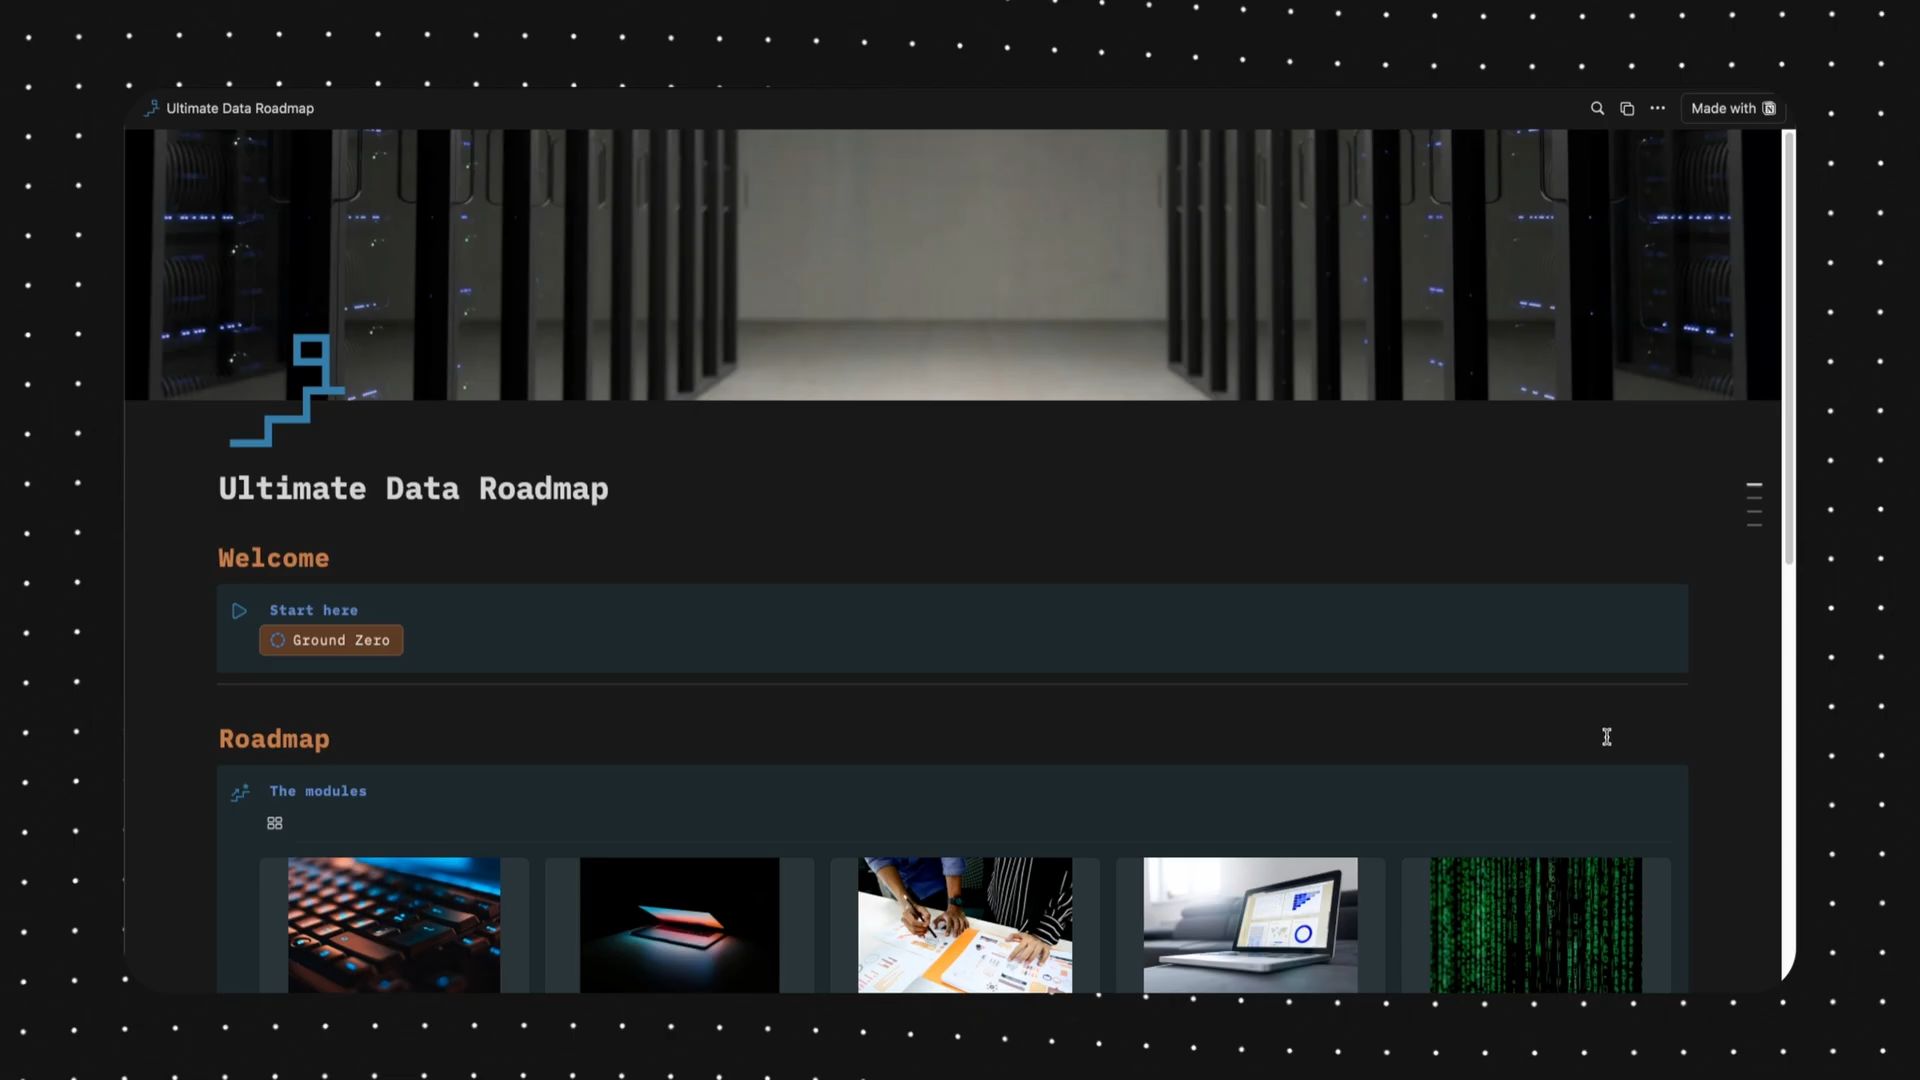 Ultimate Data Roadmap
Made with
Ultimate Data Roadmap
Welcome
Start here
Ground Zero
Roadmap
The modules